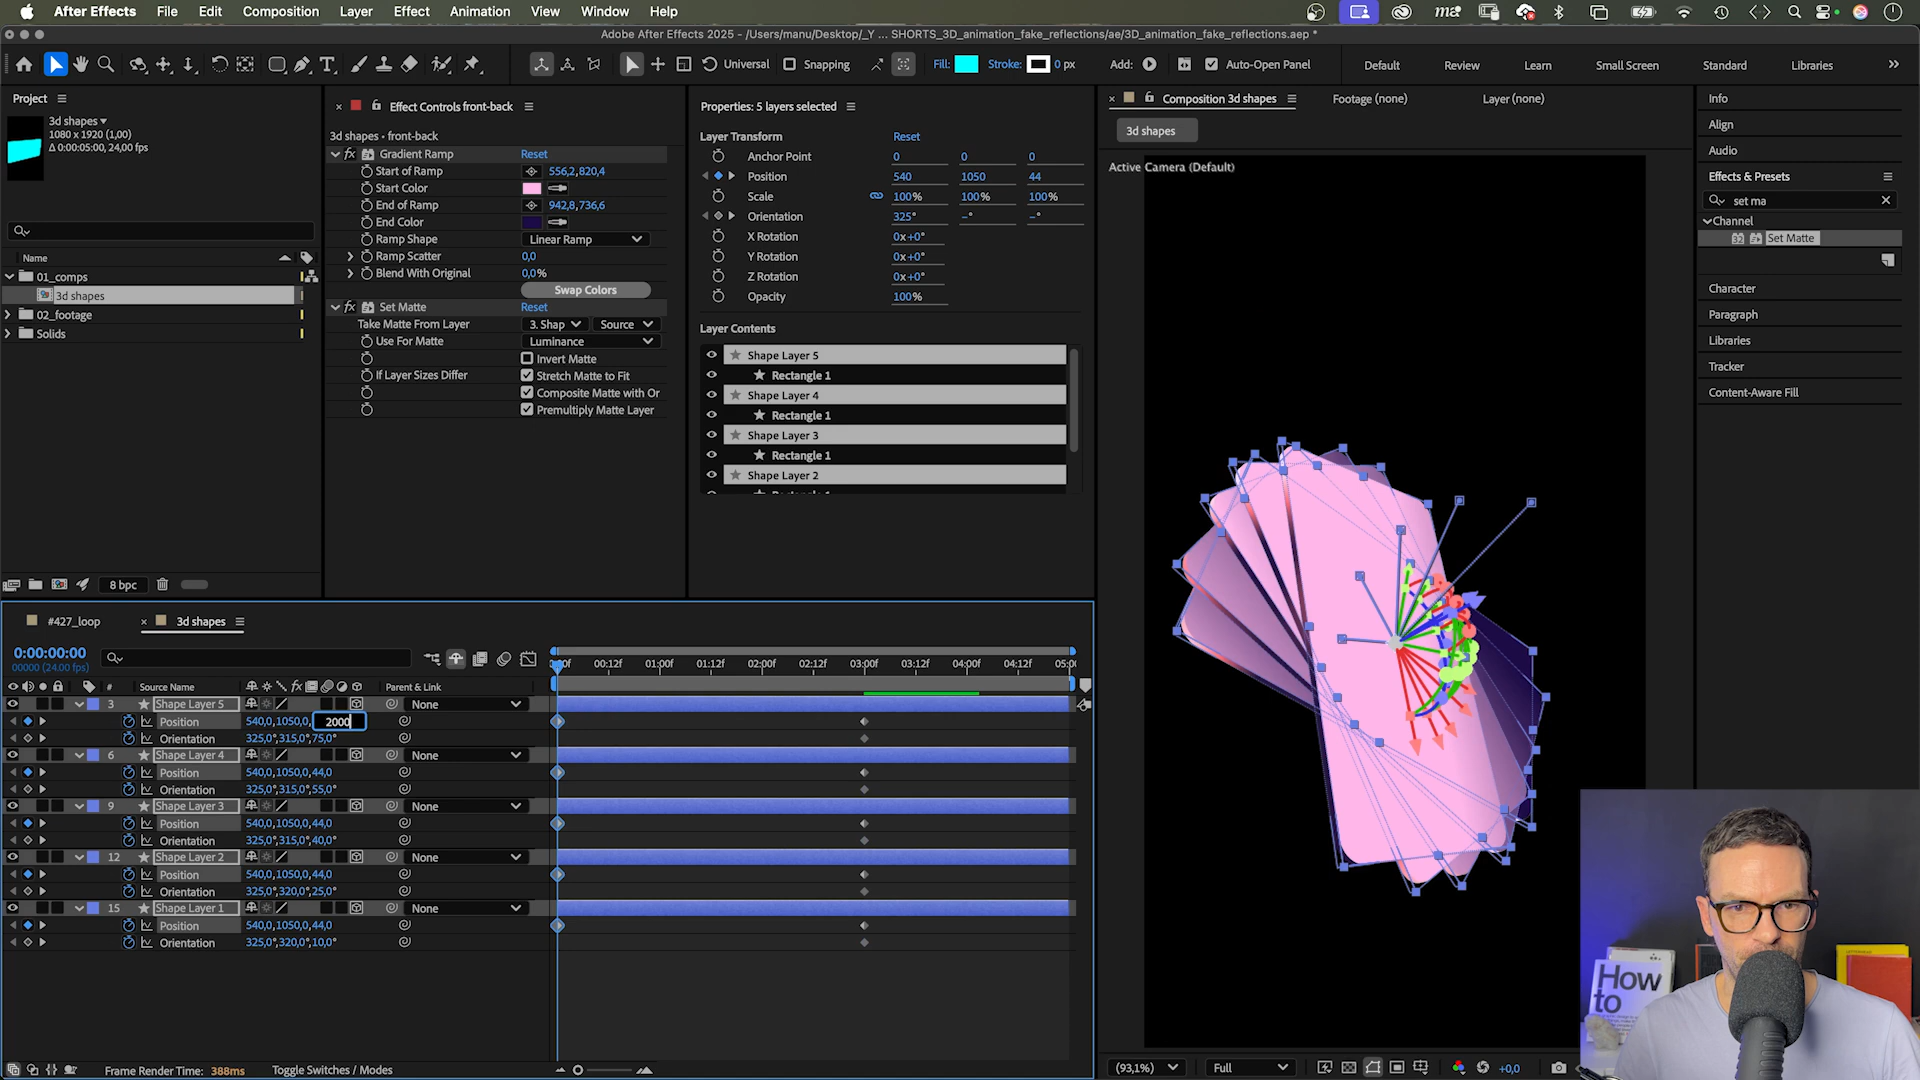 After Effects File Edit Composition Layer Effect Animation View Window Help
Adobe After Effects 2025 - /Users/manu/Desktop/_Y ... SHORTS_3D_animation_fake_reflections/ae/3D_animation_fake_reflections.aep *
Universal Snapping Fill: Stroke: 0 px Add: Auto-Open Panel Default Review Learn Small Screen Standard Libraries
Project
3d shapes
1080 x 1920 (1,00)
Δ 0:00:05:00, 24,00 fps
Name
01_comps
3d shapes
02_footage
Solids
8 bpc
Effect Controls front-back
3d shapes • front-back
Gradient Ramp Reset
Start of Ramp 556,2,820,4
Start Color
End of Ramp 942,8,736,6
End Color
Ramp Shape Linear Ramp
Ramp Scatter 0,0
Blend With Original 0,0%
Swap Colors
Set Matte Reset
Take Matte From Layer 3. Shap Source
Use For Matte Luminance
Invert Matte
If Layer Sizes Differ Stretch Matte to Fit
Composite Matte with Or
Premultiply Matte Layer
Properties: 5 layers selected
Layer Transform Reset
Anchor Point 0 0 0
Position 540 1050 44
Scale 100% 100% 100%
Orientation 325° -° -°
X Rotation 0x+0°
Y Rotation 0x+0°
Z Rotation 0x+0°
Opacity 100%
Layer Contents
Shape Layer 5
Rectangle 1
Shape Layer 4
Rectangle 1
Shape Layer 3
Rectangle 1
Shape Layer 2
Composition 3d shapes Footage (none) Layer (none)
3d shapes
Active Camera (Default)
(93,1%) Full +0,0
Info
Align
Audio
Effects & Presets
set ma
Channel
32 Set Matte
Character
Paragraph
Libraries
Tracker
Content-Aware Fill
#427_loop 3d shapes
0:00:00:00
00000 (24.00 fps)
00:12f 01:00f 01:12f 02:00f 02:12f 03:00f 03:12f 04:00f 04:12f
# Source Name Parent & Link
3 Shape Layer 5 None
Position 540,0,1050,0, 2000
Orientation 325,0°,315,0°,75,0°
6 Shape Layer 4 None
Position 540,0,1050,0,44,0
Orientation 325,0°,315,0°,55,0°
9 Shape Layer 3 None
Position 540,0,1050,0,44,0
Orientation 325,0°,315,0°,40,0°
12 Shape Layer 2 None
Position 540,0,1050,0,44,0
Orientation 325,0°,320,0°,25,0°
15 Shape Layer 1 None
Position 540,0,1050,0,44,0
Orientation 325,0°,320,0°,10,0°
Frame Render Time: 388ms Toggle Switches / Modes
How
to